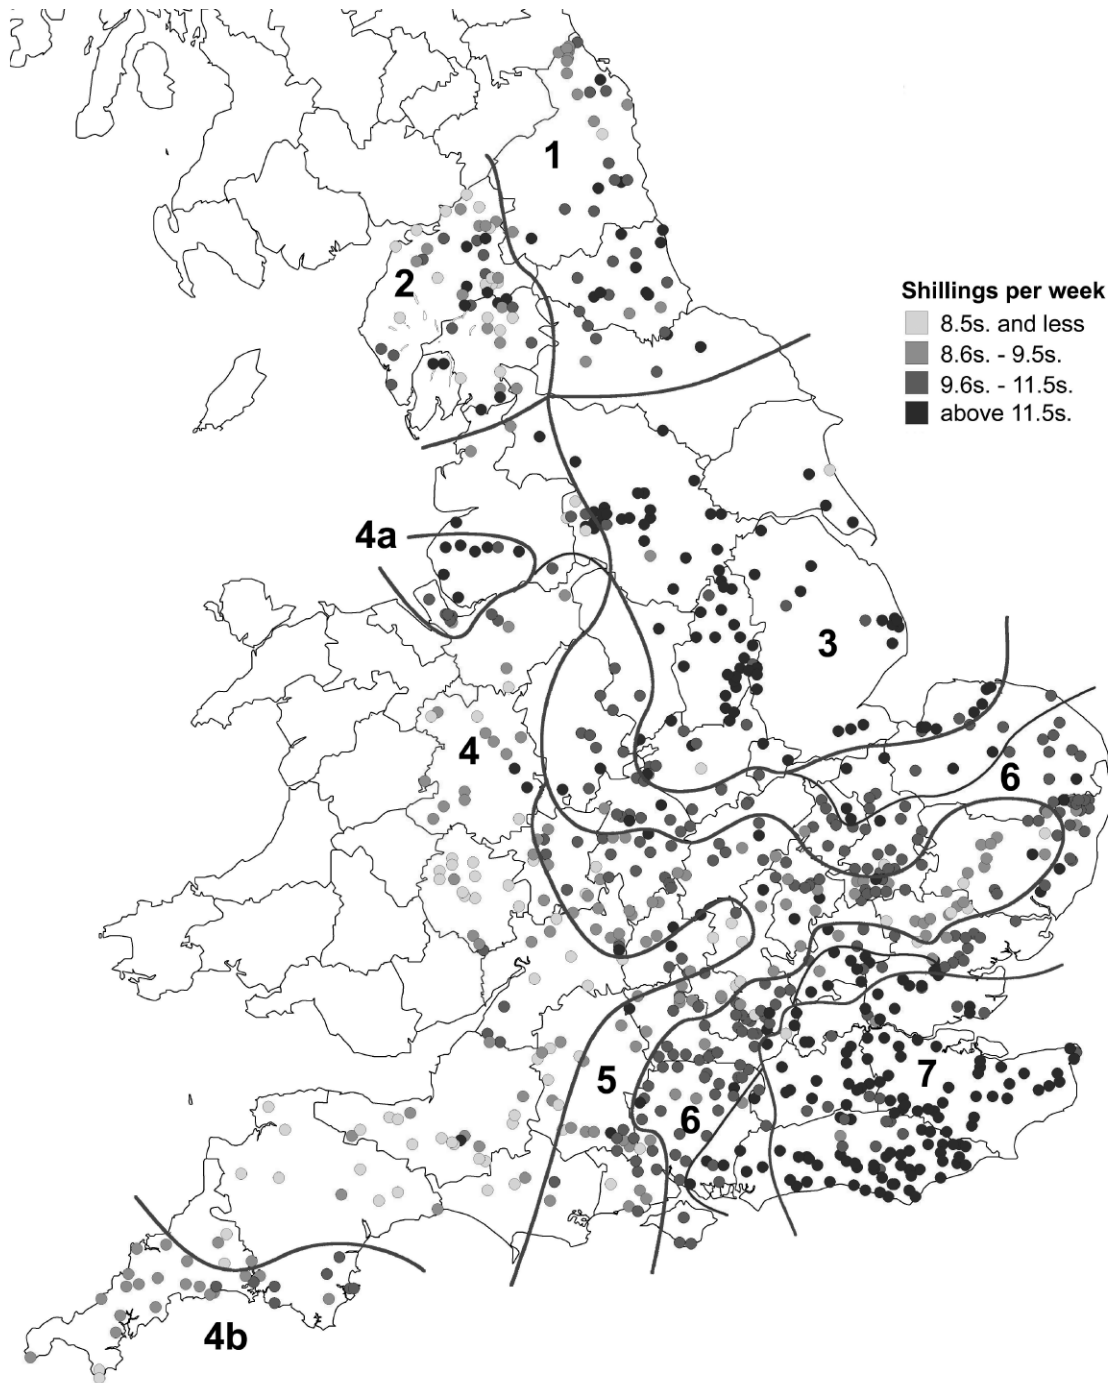 1
2
Shillings per week
8.5s. and less
8.6s. - 9.5s.
9.6s. - 11.5s.
above 11.5s.
4a
3
4
6
5
7
6
4b